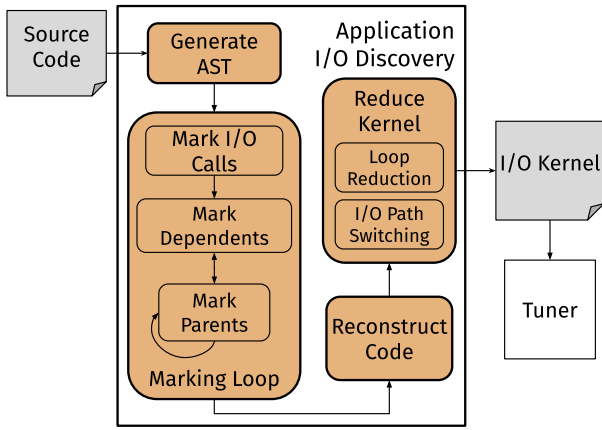 Source
Code
Generate
AST
Application
I/O Discovery
Mark I/O
Calls
Mark
Dependents
Mark
Parents
Marking Loop
Reduce
Kernel
Loop
Reduction
I/O Path
Switching
Reconstruct
Code
I/O Kernel
Tuner